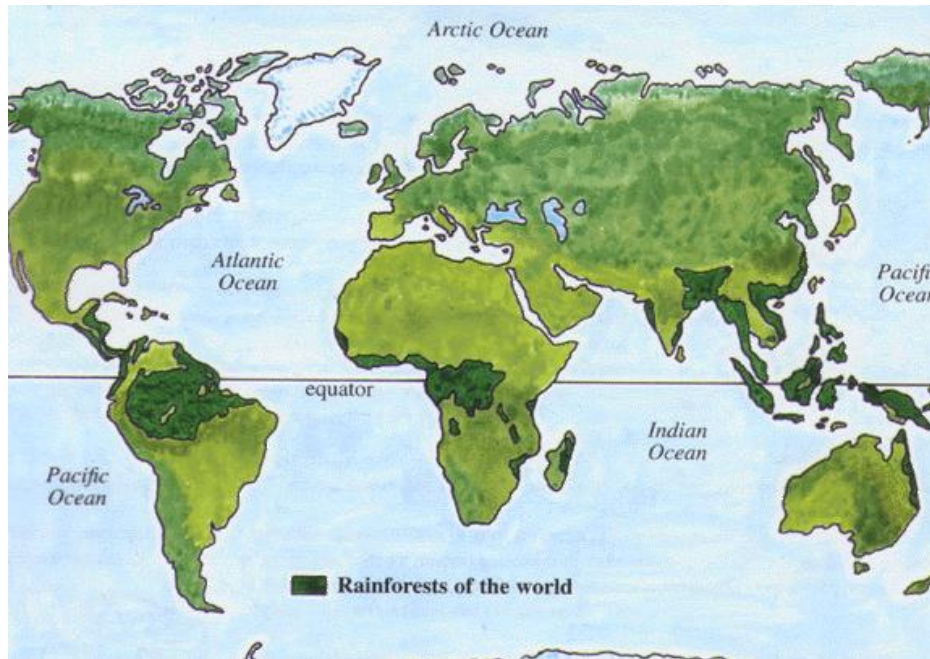 Arctic Ocean
Atlantic
Ocean
Pacific
Ocean
equator
Indian
Ocean
Pacific
Ocean
Rainforests of the world